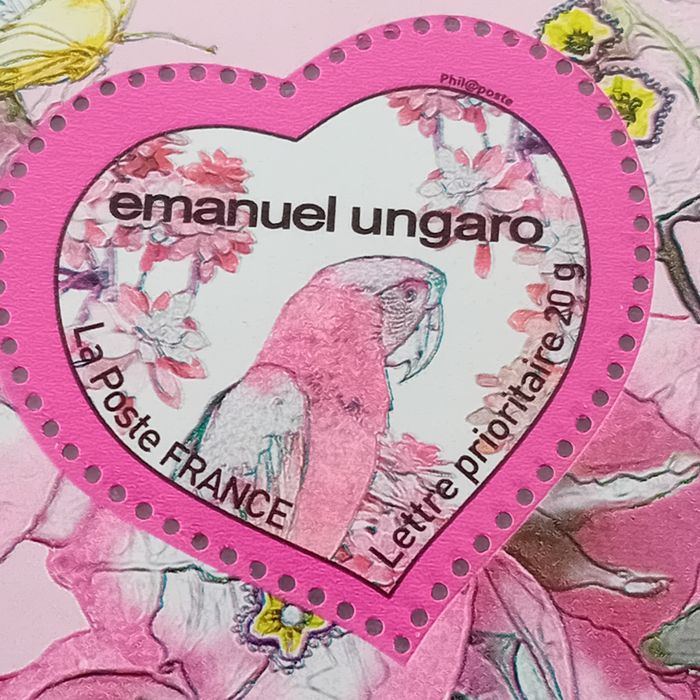 Phil@poste
emanuel ungaro
La Poste FRANCE
Lettre prioritaire 20 g